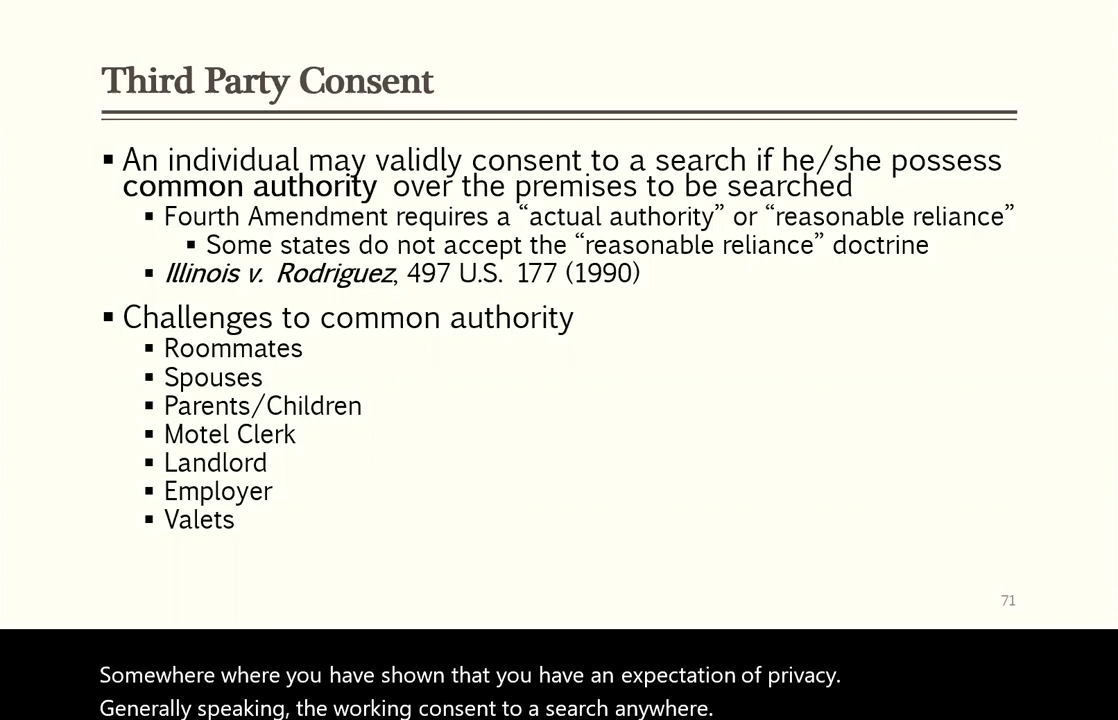 Third Party Consent
▪ An individual may validly consent to a search if he/she possess
common authority over the premises to be searched
▪ Fourth Amendment requires a “actual authority” or “reasonable reliance”
▪ Some states do not accept the “reasonable reliance” doctrine
▪ Illinois v. Rodriguez, 497 U.S. 177 (1990)
▪ Challenges to common authority
▪ Roommates
▪ Spouses
▪ Parents/Children
▪ Motel Clerk
▪ Landlord
▪ Employer
▪ Valets
71
Somewhere where you have shown that you have an expectation of privacy.
Generally speaking, the working consent to a search anywhere.